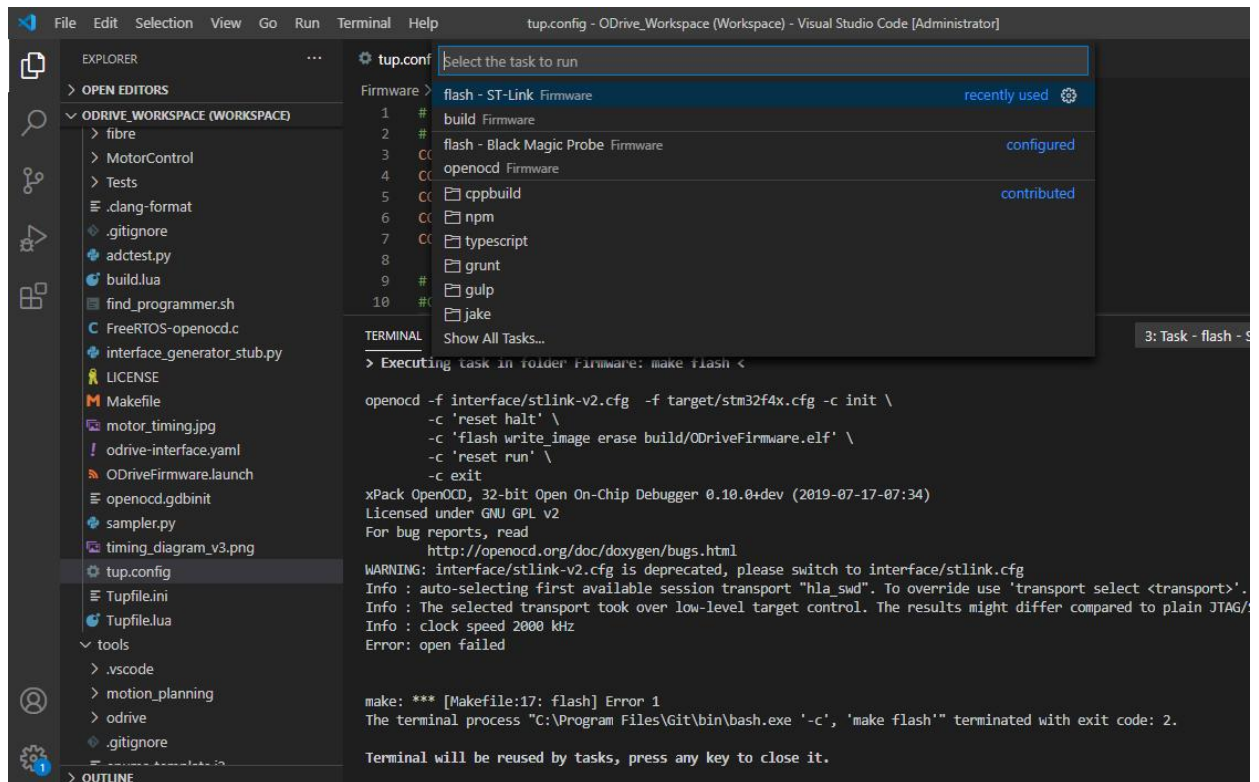 File Edit Selection View Go Run Terminal Help tup.config - ODrive_Workspace (Workspace) - Visual Studio Code [Administrator]
EXPLORER ...
> OPEN EDITORS
ODRIVE_WORKSPACE (WORKSPACE)
> fibre
> MotorControl
> Tests
.clang-format
.gitignore
adctest.py
build.lua
find_programmer.sh
FreeRTOS-openocd.c
interface_generator_stub.py
LICENSE
Makefile
motor_timing.jpg
odrive-interface.yaml
ODriveFirmware.launch
openocd.gdbinit
sampler.py
timing_diagram_v3.png
tup.config
Tupfile.ini
Tupfile.lua
tools
> .vscode
> motion_planning
> odrive
.gitignore
> OUTLINE
1
tup.conf
Firmware >
1 #
2 #
3 CO
4 CO
5 CO
6 CO
7 CO
8
9 #
10 #C
Select the task to run
flash - ST-Link Firmware recently used
build Firmware
flash - Black Magic Probe Firmware configured
openocd Firmware
cppbuild contributed
npm
typescript
grunt
gulp
jake
Show All Tasks...
TERMINAL 3: Task - flash - S
> Executing task in folder Firmware: make flash <
openocd -f interface/stlink-v2.cfg -f target/stm32f4x.cfg -c init \
-c 'reset halt' \
-c 'flash write_image erase build/ODriveFirmware.elf' \
-c 'reset run' \
-c exit
xPack OpenOCD, 32-bit Open On-Chip Debugger 0.10.0+dev (2019-07-17-07:34)
Licensed under GNU GPL v2
For bug reports, read
http://openocd.org/doc/doxygen/bugs.html
WARNING: interface/stlink-v2.cfg is deprecated, please switch to interface/stlink.cfg
Info : auto-selecting first available session transport "hla_swd". To override use 'transport select <transport>'.
Info : The selected transport took over low-level target control. The results might differ compared to plain JTAG/S
Info : clock speed 2000 kHz
Error: open failed
make: *** [Makefile:17: flash] Error 1
The terminal process "C:\Program Files\Git\bin\bash.exe '-c', 'make flash'" terminated with exit code: 2.
Terminal will be reused by tasks, press any key to close it.